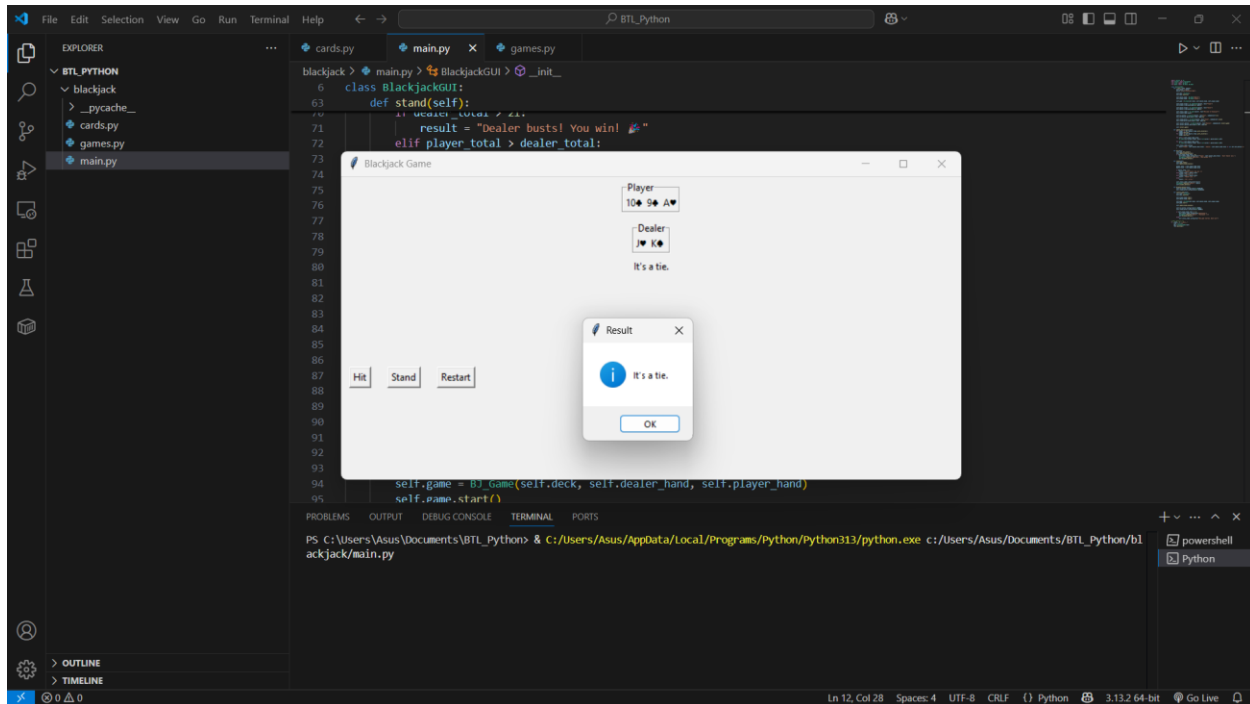 File Edit Selection View Go Run Terminal Help
BTL_Python
EXPLORER
BTL_PYTHON
blackjack
__pycache__
cards.py
games.py
main.py
OUTLINE
TIMELINE
cards.py main.py games.py
blackjack > main.py > BlackjackGUI > __init__
6 class BlackjackGUI:
63 def stand(self):
70 if dealer_total > 21:
71 result = "Dealer busts! You win! 🎉"
72 elif player_total > dealer_total:
73
74
75
76
77
78
79
80
81
82
83
84
85
86
87
88
89
90
91
92
93
94 self.game = BJ_Game(self.deck, self.dealer_hand, self.player_hand)
95 self.game.start()
Blackjack Game
Player
9♦ A♥
Dealer
J♥
It's a tie.
Hit Stand Restart
Result
It's a tie.
OK
PROBLEMS OUTPUT DEBUG CONSOLE TERMINAL PORTS
PS C:\Users\Asus\Documents\BTL_Python> & C:/Users/Asus/AppData/Local/Programs/Python/Python313/python.exe c:/Users/Asus/Documents/BTL_Python/bl
ackjack/main.py
powershell
Python
0 0
Ln 12, Col 28 Spaces: 4 UTF-8 CRLF {} Python 3.13.2 64-bit Go Live